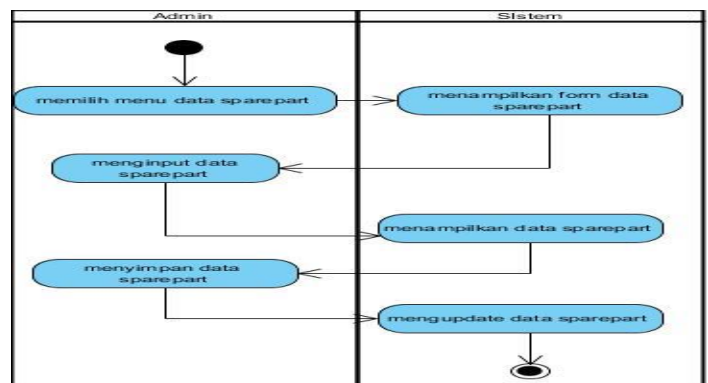 Admin
SIstem
memilih menu data sparepart
menampilkan form data
sparepart
menginput data
sparepart
menampilkan data sparepart
menyimpan data
sparepart
mengupdate data sparepart